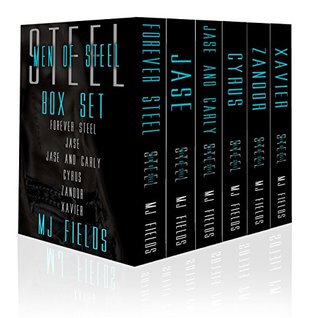 STEEL
MEN OF STEEL
BOX SET
FOREVER STEEL
JASE
JASE AND CARLY
CYRUS
ZANDOR
XAVIER
MJ FIELDS
FOREVER STEEL
STEEL
MJ FIELDS
JASE
STEEL
MJ FIELDS
JASE AND CARLY
STEEL
MJ FIELDS
CYRUS
STEEL
MJ FIELDS
ZANDOR
STEEL
MJ FIELDS
XAVIER
STEEL
MJ FIELDS